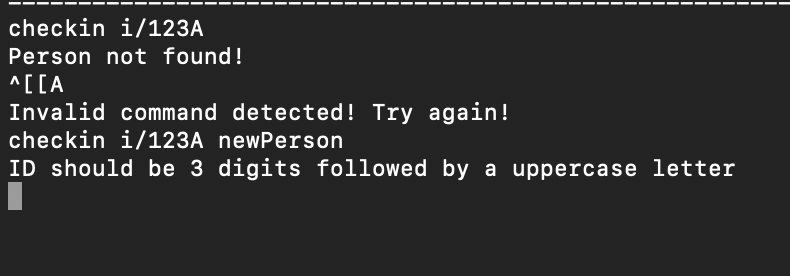 checkin i/123A
Person not found!
^[[A
Invalid command detected! Try again!
checkin i/123A newPerson
ID should be 3 digits followed by a uppercase letter